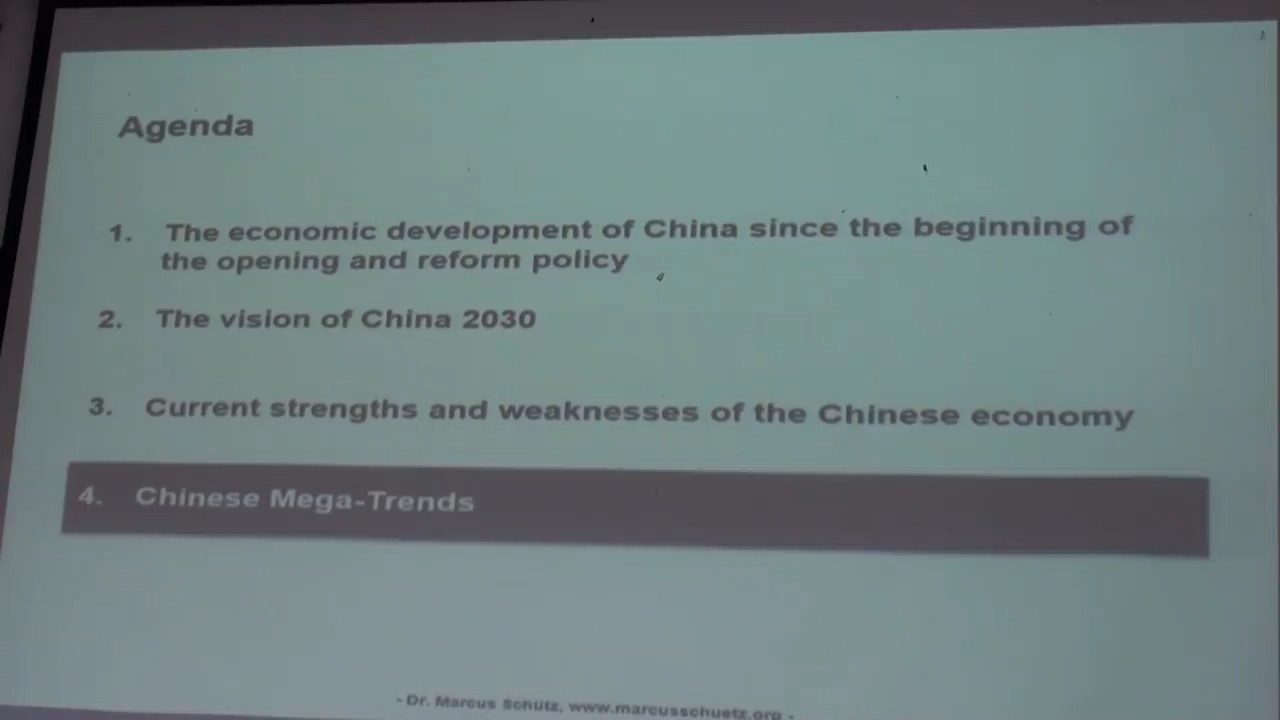 Agenda
1. The economic development of China since the beginning of
the opening and reform policy
2. The vision of China 2030
3. Current strengths and weaknesses of the Chinese economy
4. Chinese Mega-Trends
- Dr. Marcus Schütz, www.marcusschuetz.org -